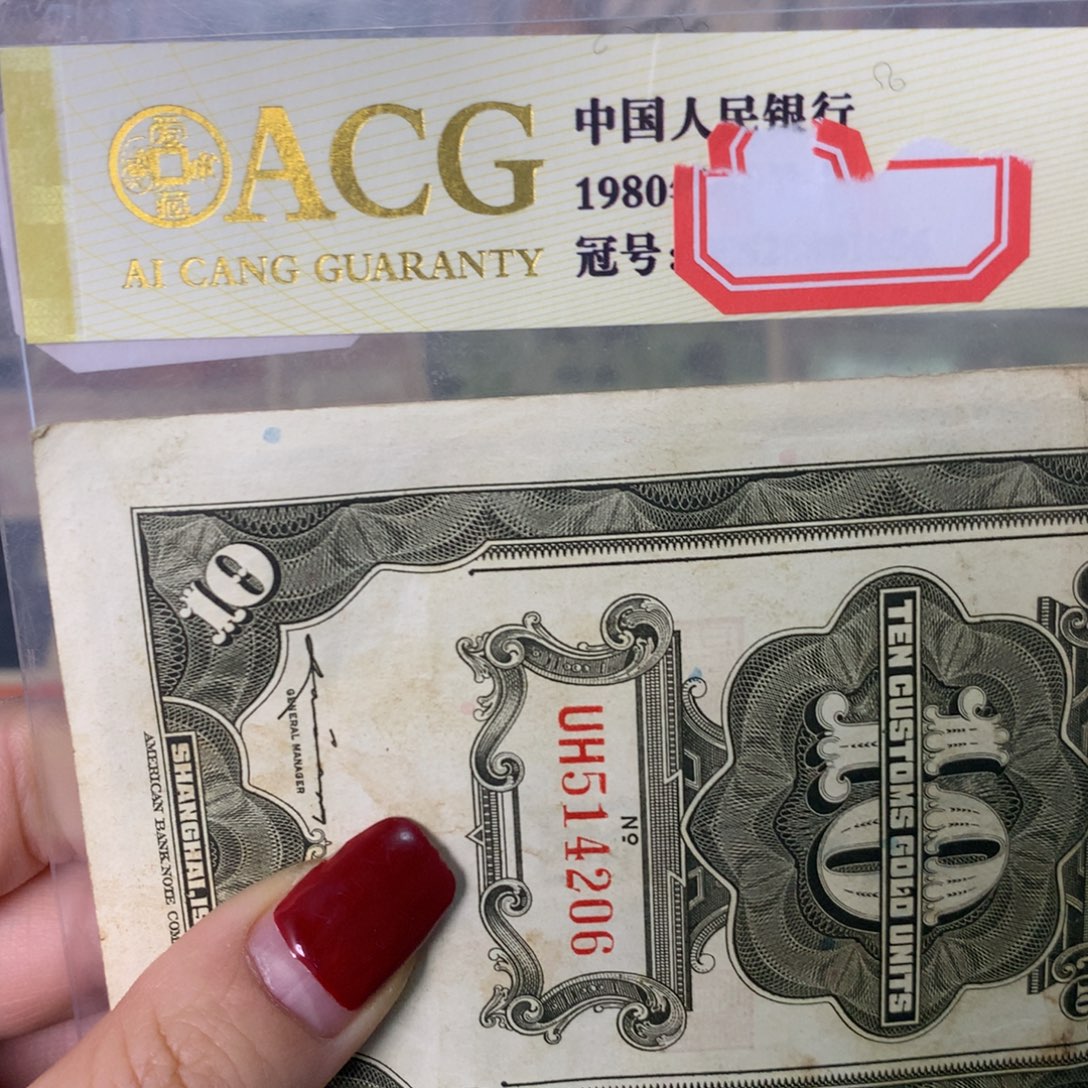 ACG
AI CANG GUARANTY
中国人民银行
1980
冠号:
10
GENERAL MANAGER
SHANGHAI, 
AMERICAN BANK NOTE COM
UH514206
No
TEN CUSTOMS GOLD UNITS
10